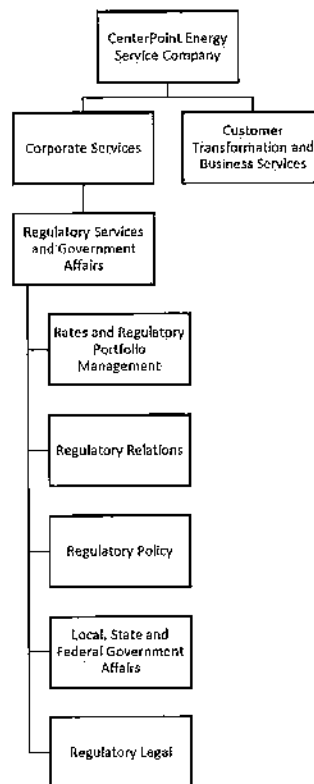 CenterPoint Energy
Service Company
Corporate Services
Customer
Transformation and
Business Services
Regulatory Services
and Government
Affairs
Rates and Regulatory
Portfolio
Management
Regulatory Relations
Regulatory Policy
Local, State and
Federal Government
Affairs
Regulatory Legal